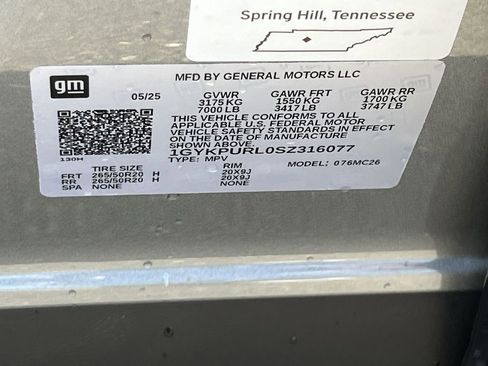 Spring Hill, Tennessee
gm
MFD BY GENERAL MOTORS LLC
05/25 GVWR GAWR FRT GAWR RR
3175 KG 1550 KG 1700 KG
7000 LB 3417 LB 3747 LB
THIS VEHICLE CONFORMS TO ALL
APPLICABLE U.S. FEDERAL MOTOR
VEHICLE SAFETY STANDARDS IN EFFECT
ON THE DATE OF MANUFACTURE
SHOWN ABOVE.
1GYKPURL0SZ316077
130H TYPE: MPV MODEL: 076MC26
TIRE SIZE RIM
FRT 265/50R20 H 20X9J
RR 265/50R20 H 20X9J
SPA NONE NONE